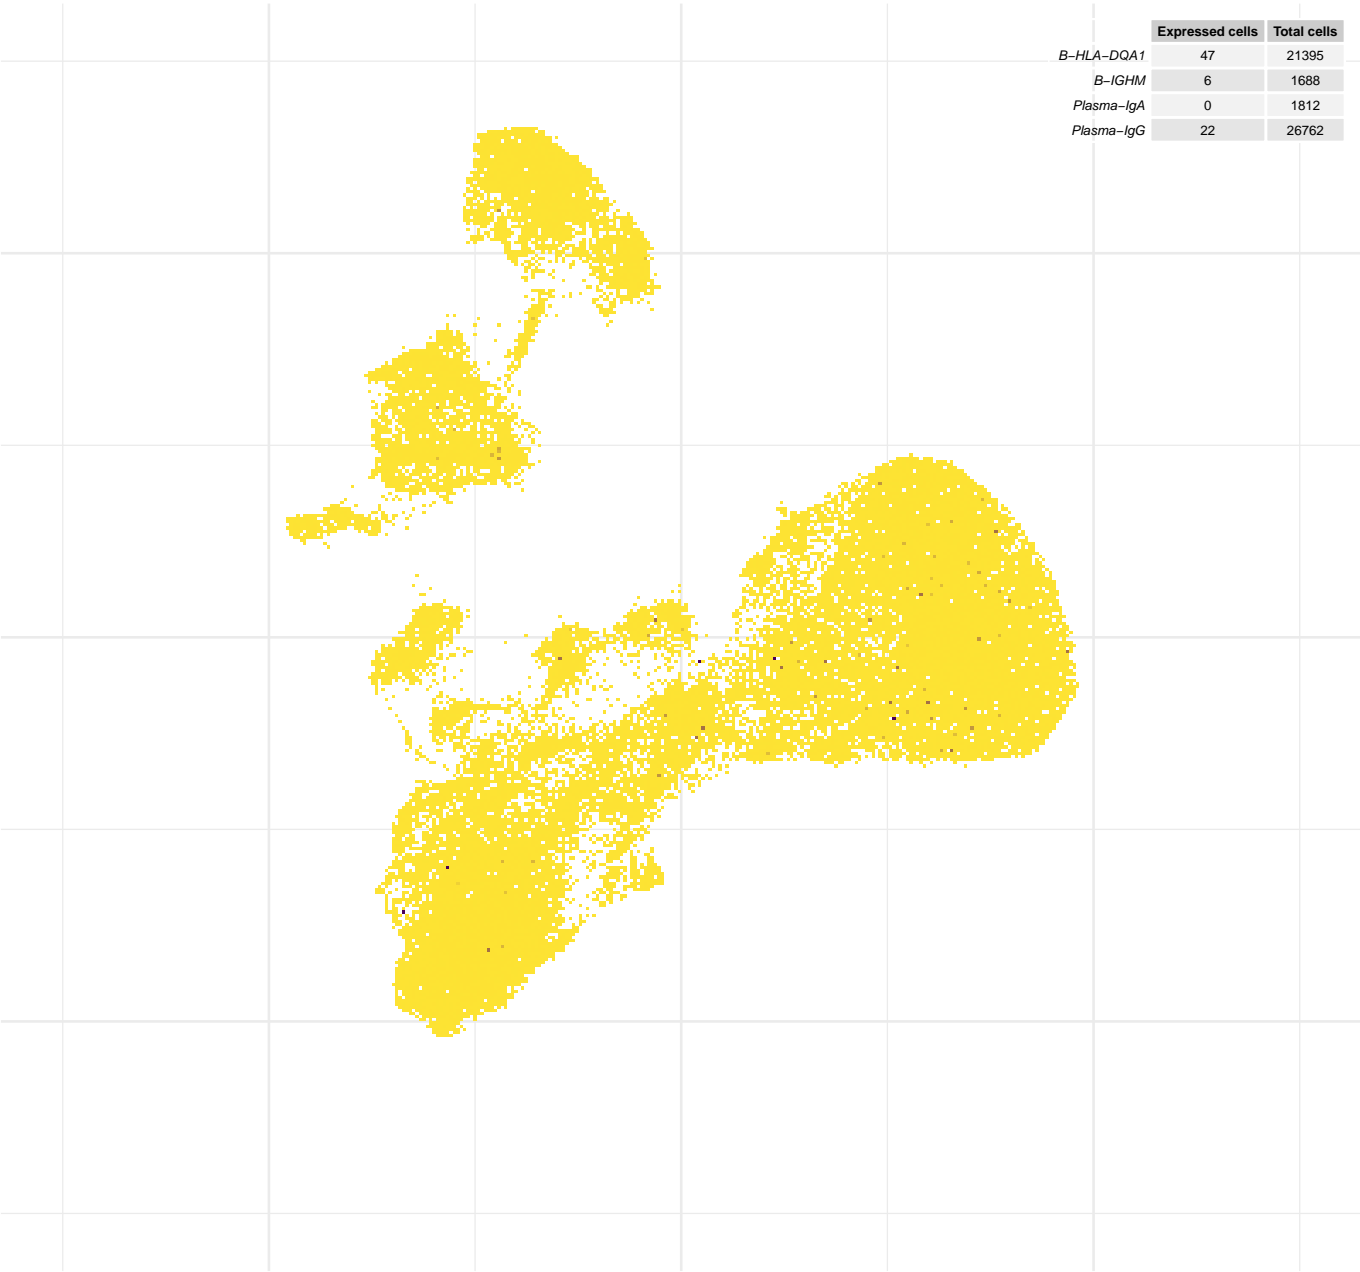 Expressed cells Total cells
B−HLA−DQA1 47 21395
B−IGHM 6 1688
Plasma−IgA 0 1812
Plasma−IgG 22 26762